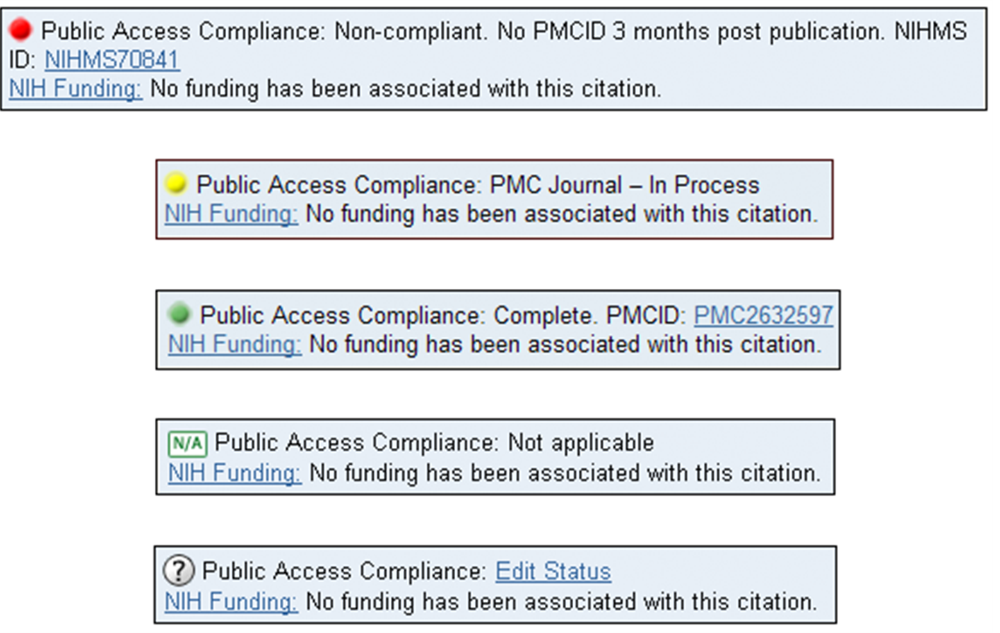 Public Access Compliance: Non-compliant. No PMCID 3 months post publication. NIHMS
ID: NIHMS70841
NIH Funding: No funding has been associated with this citation.
Public Access Compliance: PMC Journal – In Process
NIH Funding: No funding has been associated with this citation.
Public Access Compliance: Complete. PMCID: PMC2632597
NIH Funding: No funding has been associated with this citation.
N/A Public Access Compliance: Not applicable
NIH Funding: No funding has been associated with this citation.
? Public Access Compliance: Edit Status
NIH Funding: No funding has been associated with this citation.